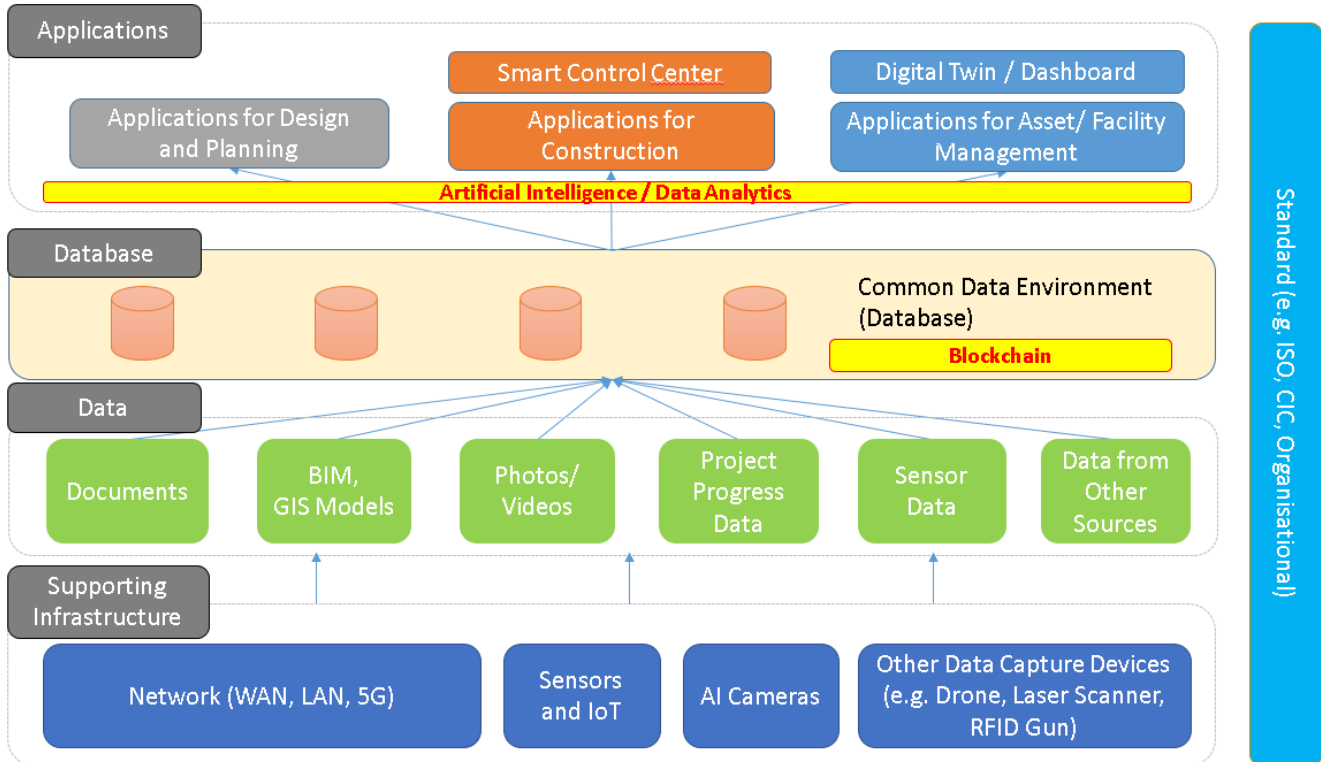 Applications
Smart Control Center
Digital Twin / Dashboard
Applications for Design
and Planning
Applications for
Construction
Applications for Asset/ Facility
Management
Artificial Intelligence / Data Analytics
Database
Common Data Environment
(Database)
Blockchain
Data
Documents
BIM,
GIS Models
Photos/
Videos
Project
Progress
Data
Sensor
Data
Data from
Other
Sources
Supporting
Infrastructure
Network (WAN, LAN, 5G)
Sensors
and IoT
AI Cameras
Other Data Capture Devices
(e.g. Drone, Laser Scanner,
RFID Gun)
Standard (e.g. ISO, CIC, Organisational)